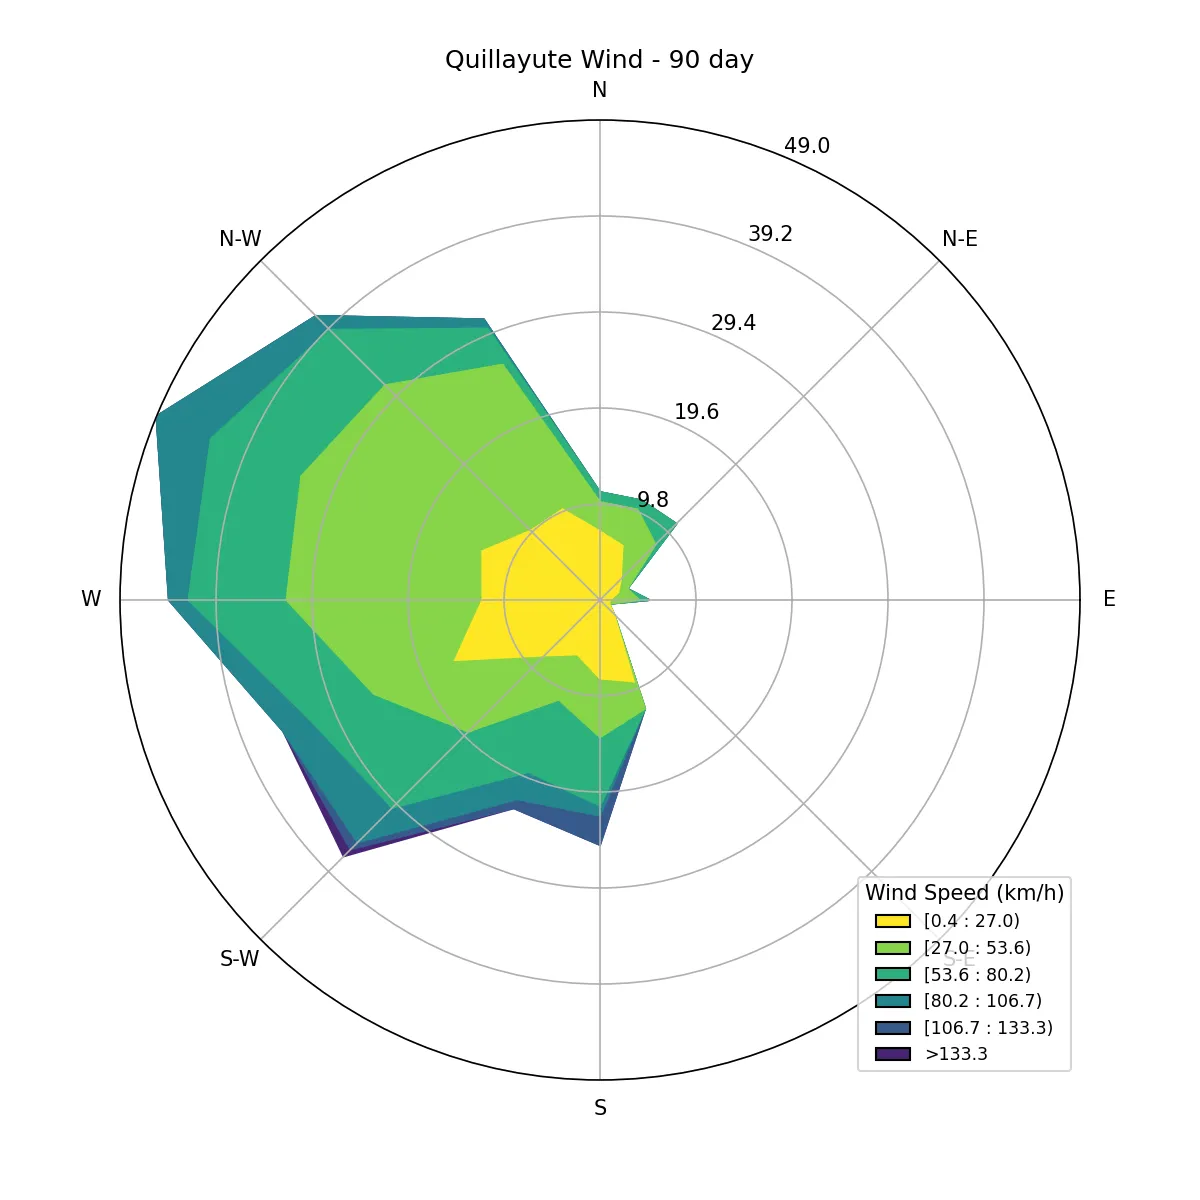 Quillayute Wind - 90 day
N
49.0
39.2
N-W
N-E
29.4
19.6
9.8
W
E
S-W
S-E
S
Wind Speed (km/h)
[0.4 : 27.0)
[27.0 : 53.6)
[53.6 : 80.2)
[80.2 : 106.7)
[106.7 : 133.3)
>133.3